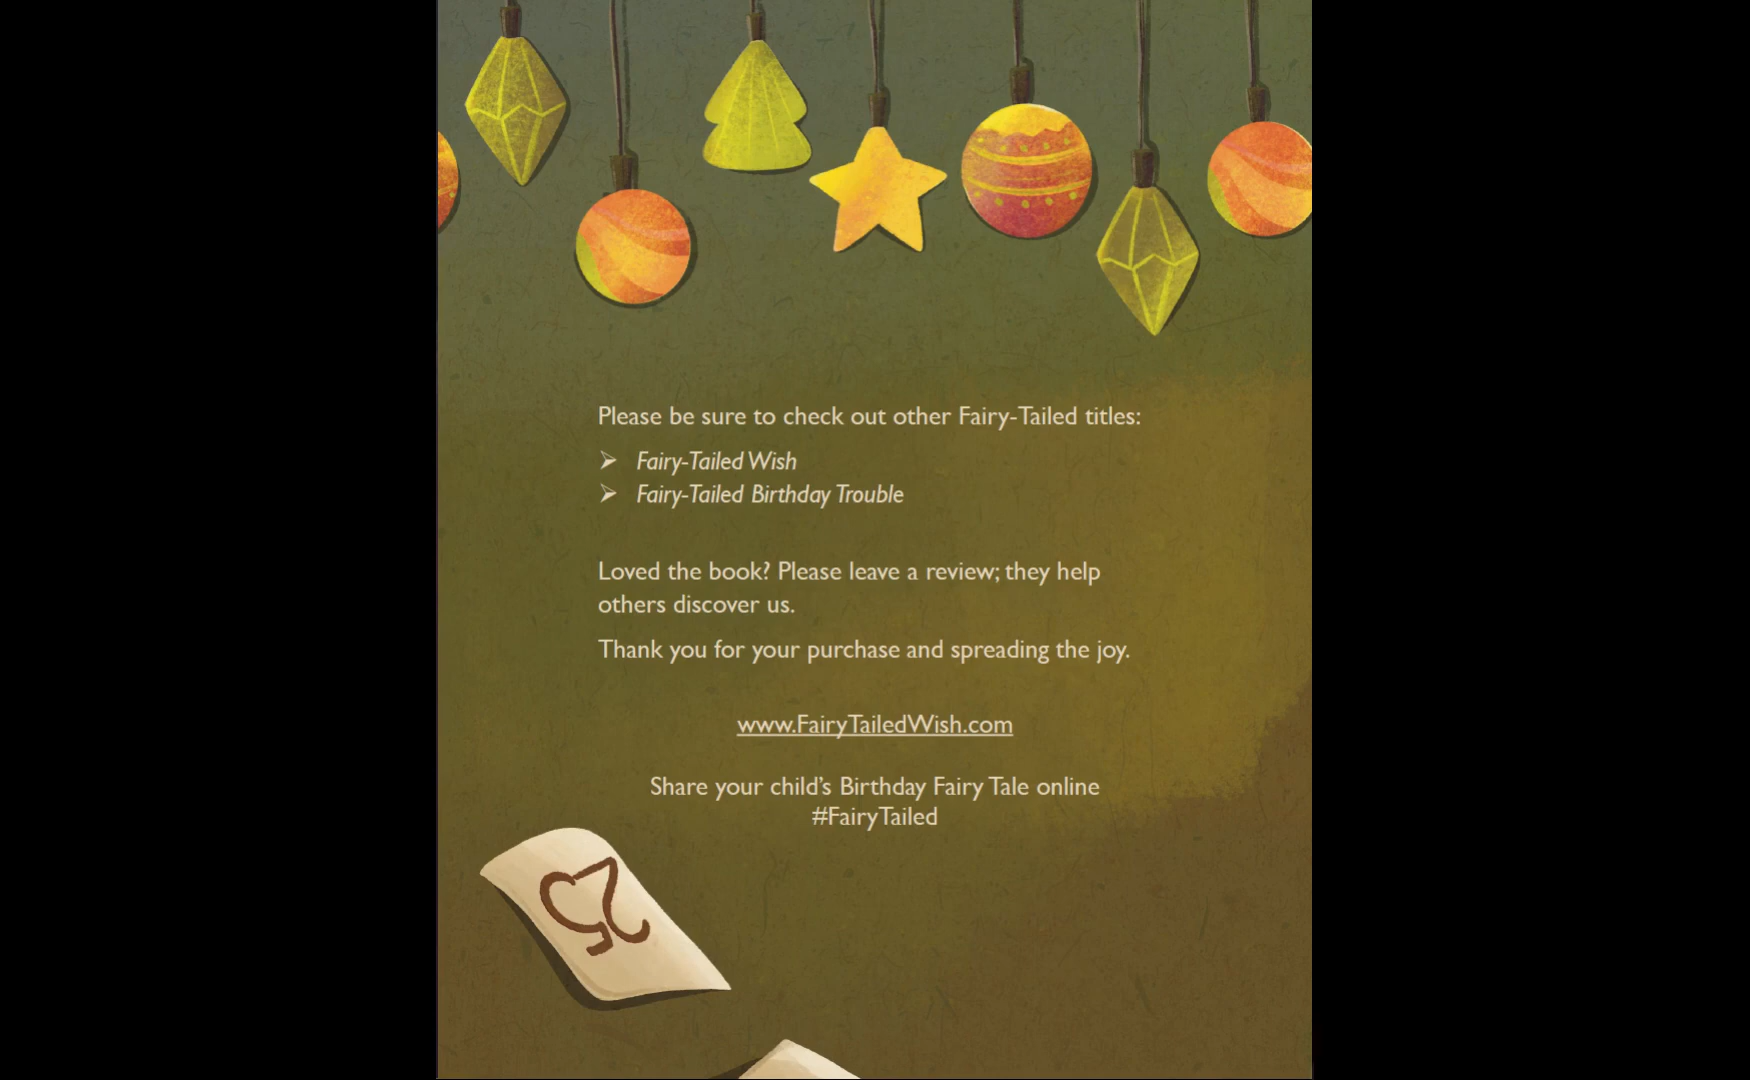 Please be sure to check out other Fairy-Tailed titles:
➢ Fairy-Tailed Wish
➢ Fairy-Tailed Birthday Trouble
Loved the book? Please leave a review; they help
others discover us.
Thank you for your purchase and spreading the joy.
www.FairyTailedWish.com
Share your child’s Birthday Fairy Tale online
#FairyTailed
25